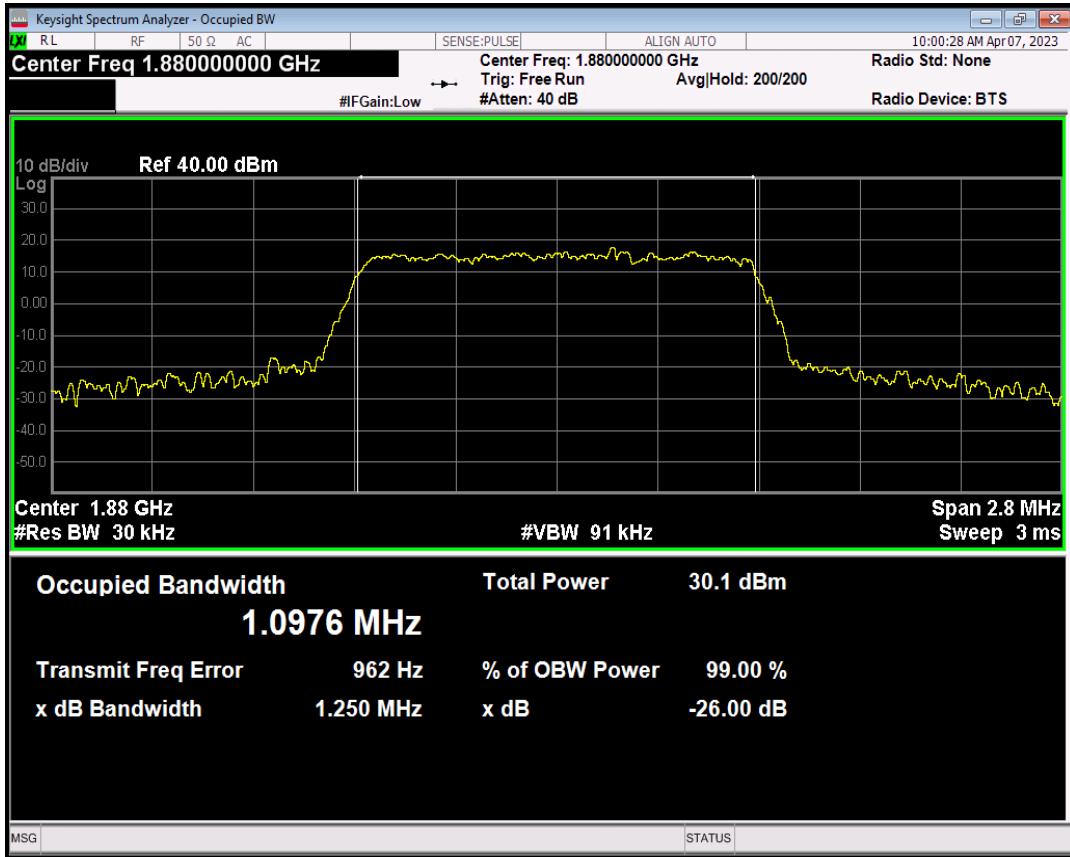 Keysight Spectrum Analyzer - Occupied BW
LXI RL RF 50 Ω AC SENSE:PULSE ALIGN AUTO 10:00:28 AM Apr 07, 2023
Center Freq 1.880000000 GHz Center Freq: 1.880000000 GHz Radio Std: None
Trig: Free Run Avg|Hold: 200/200
#IFGain:Low #Atten: 40 dB Radio Device: BTS
10 dB/div Ref 40.00 dBm
Log
30.0
20.0
10.0
0.00
-10.0
-20.0
-30.0
-40.0
-50.0
Center 1.88 GHz Span 2.8 MHz
#Res BW 30 kHz #VBW 91 kHz Sweep 3 ms
Occupied Bandwidth Total Power 30.1 dBm
1.0976 MHz
Transmit Freq Error 962 Hz % of OBW Power 99.00 %
x dB Bandwidth 1.250 MHz x dB -26.00 dB
MSG STATUS